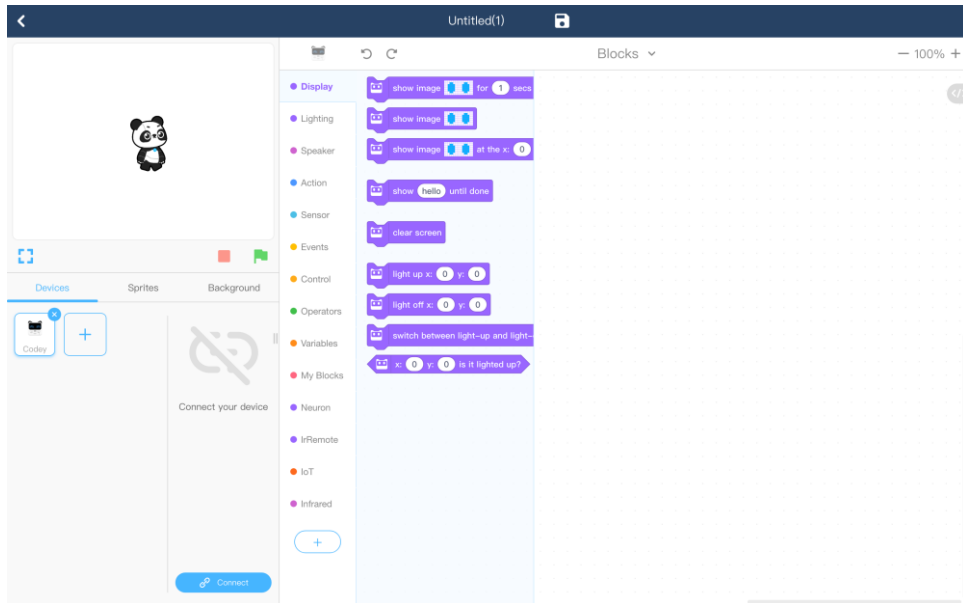 Untitled(1)
Blocks
100%
Display
Lighting
Speaker
Action
Sensor
Events
Control
Operators
Variables
My Blocks
Neuron
IrRemote
IoT
Infrared
show image for 1 secs
show image
show image at the x: 0
show hello until done
clear screen
light up x: 0 y: 0
light off x: 0 y: 0
switch between light-up and light-
x: 0 y: 0 is it lighted up?
Devices
Sprites
Background
Codey
Connect your device
Connect